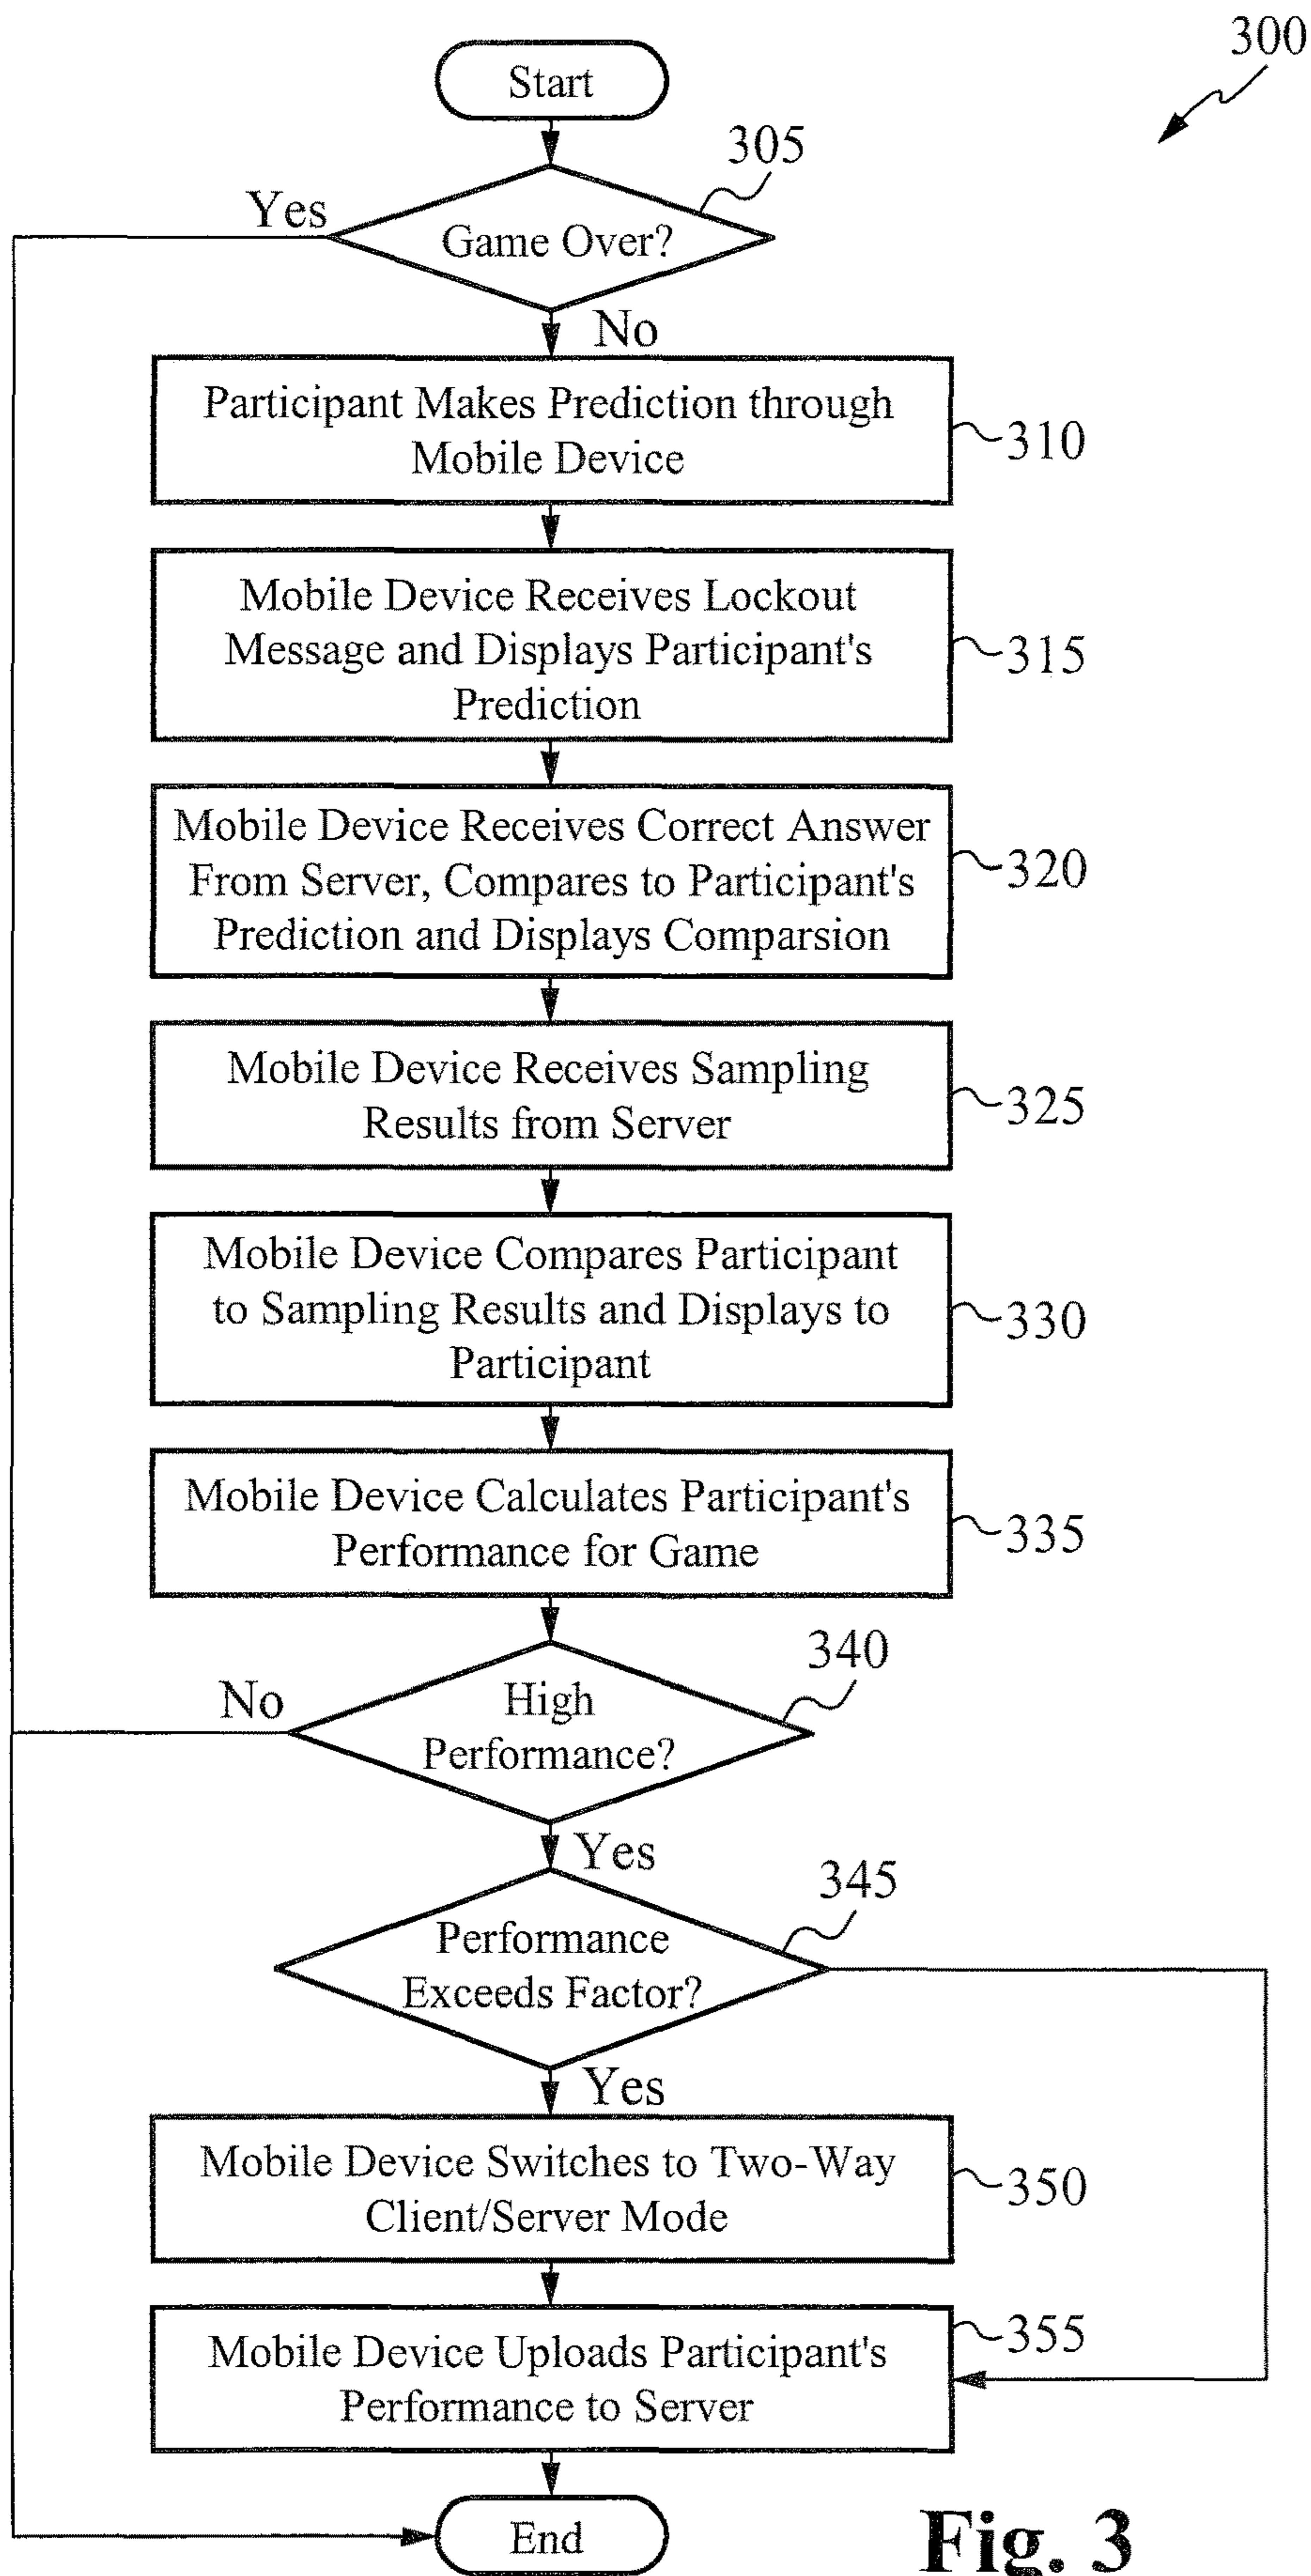 300
Start
305
Yes
Game Over?
No
Participant Makes Prediction through
Mobile Device
310
Mobile Device Receives Lockout
Message and Displays Participant's
Prediction
315
Mobile Device Receives Correct Answer
From Server, Compares to Participant's
Prediction and Displays Comparsion
320
Mobile Device Receives Sampling
Results from Server
325
Mobile Device Compares Participant
to Sampling Results and Displays to
Participant
330
Mobile Device Calculates Participant's
Performance for Game
335
340
No
High
Performance?
Yes
345
Performance
Exceeds Factor?
Yes
Mobile Device Switches to Two-Way
Client/Server Mode
350
Mobile Device Uploads Participant's
Performance to Server
355
End
Fig. 3